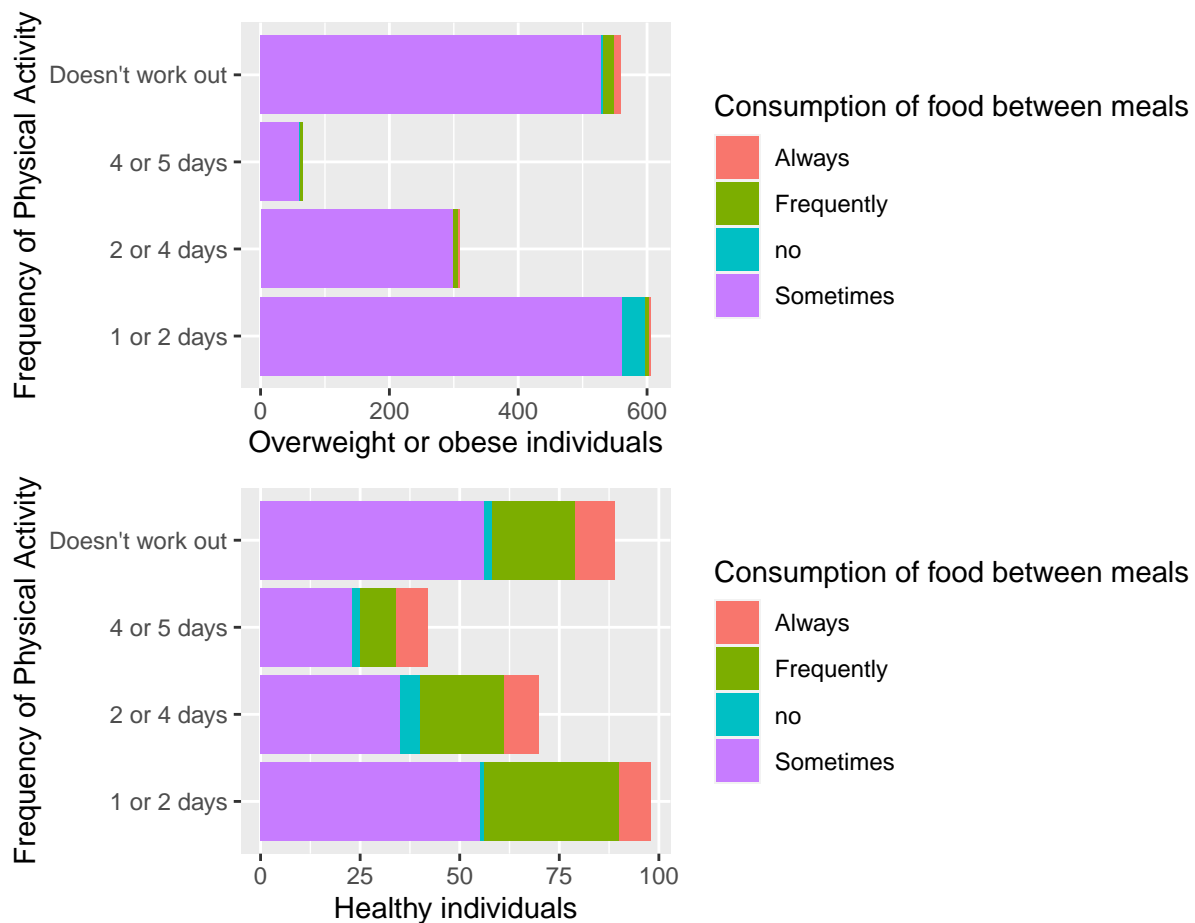 Frequency of Physical Activity
Doesn't work out
4 or 5 days
2 or 4 days
1 or 2 days
0 200 400 600
Overweight or obese individuals
Consumption of food between meals
Always
Frequently
no
Sometimes
Frequency of Physical Activity
Doesn't work out
4 or 5 days
2 or 4 days
1 or 2 days
0 25 50 75 100
Healthy individuals
Consumption of food between meals
Always
Frequently
no
Sometimes